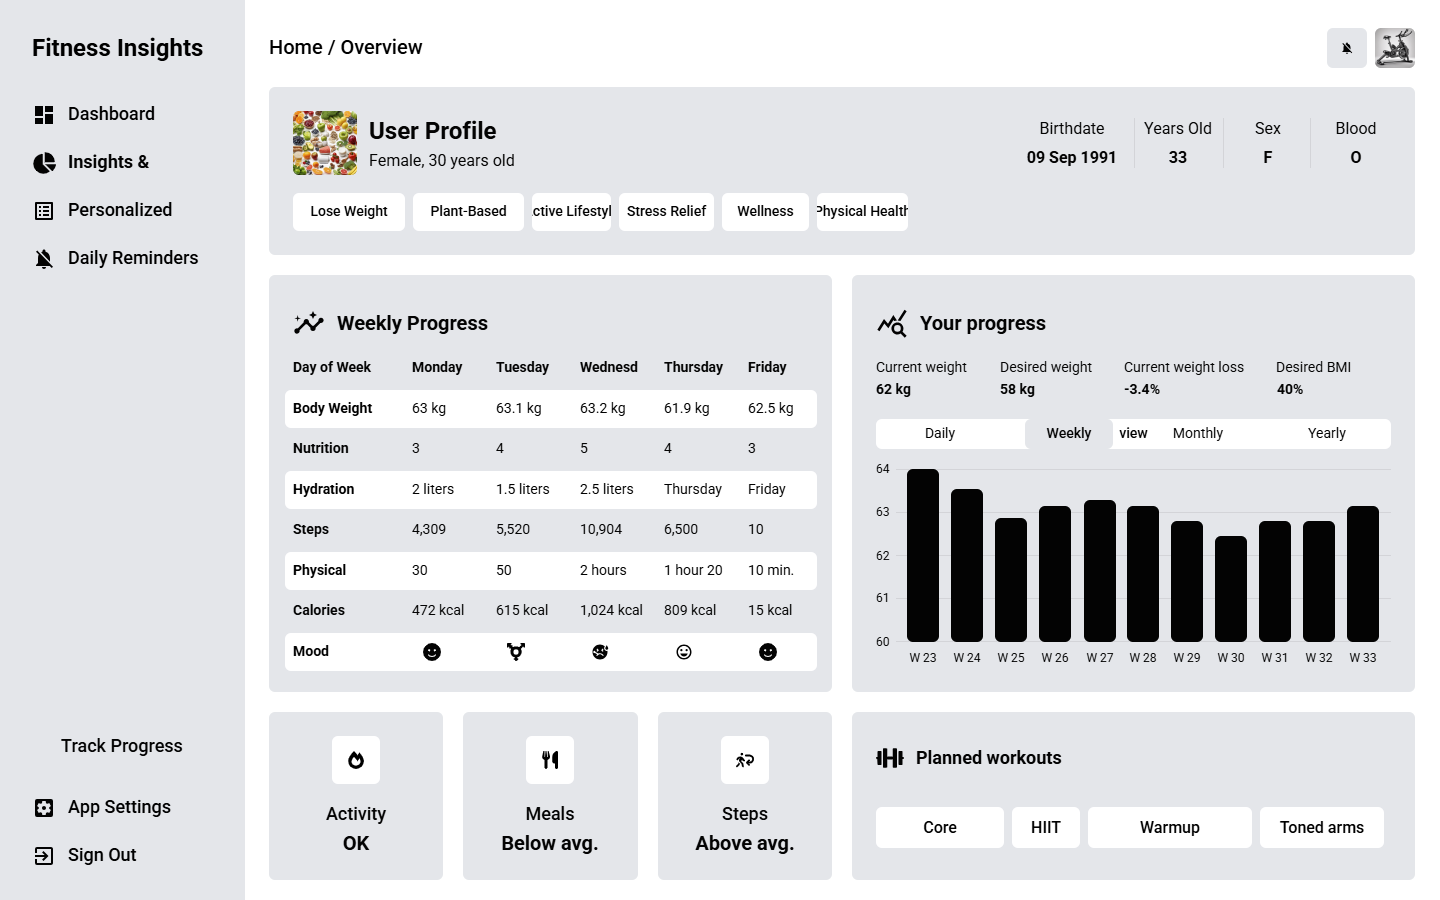 Fitness Insights
Dashboard
Insights &
Personalized
Daily Reminders
Track Progress
App Settings
Sign Out
Home / Overview
User Profile
Female, 30 years old
Birthdate
09 Sep 1991
Years Old
33
Sex
F
Blood
O
Lose Weight
Plant-Based
ctive Lifestyl
Stress Relief
Wellness
Physical Health
Weekly Progress
Day of Week Monday Tuesday Wednesd Thursday Friday
Body Weight 63 kg 63.1 kg 63.2 kg 61.9 kg 62.5 kg
Nutrition 3 4 5 4 3
Hydration 2 liters 1.5 liters 2.5 liters Thursday Friday
Steps 4,309 5,520 10,904 6,500 10
Physical 30 50 2 hours 1 hour 20 10 min.
Calories 472 kcal 615 kcal 1,024 kcal 809 kcal 15 kcal
Mood
Your progress
Current weight Desired weight Current weight loss Desired BMI
62 kg 58 kg -3.4% 40%
Daily Weekly view Monthly Yearly
64
63
62
61
60
W 23 W 24 W 25 W 26 W 27 W 28 W 29 W 30 W 31 W 32 W 33
Activity
OK
Meals
Below avg.
Steps
Above avg.
Planned workouts
Core HIIT Warmup Toned arms